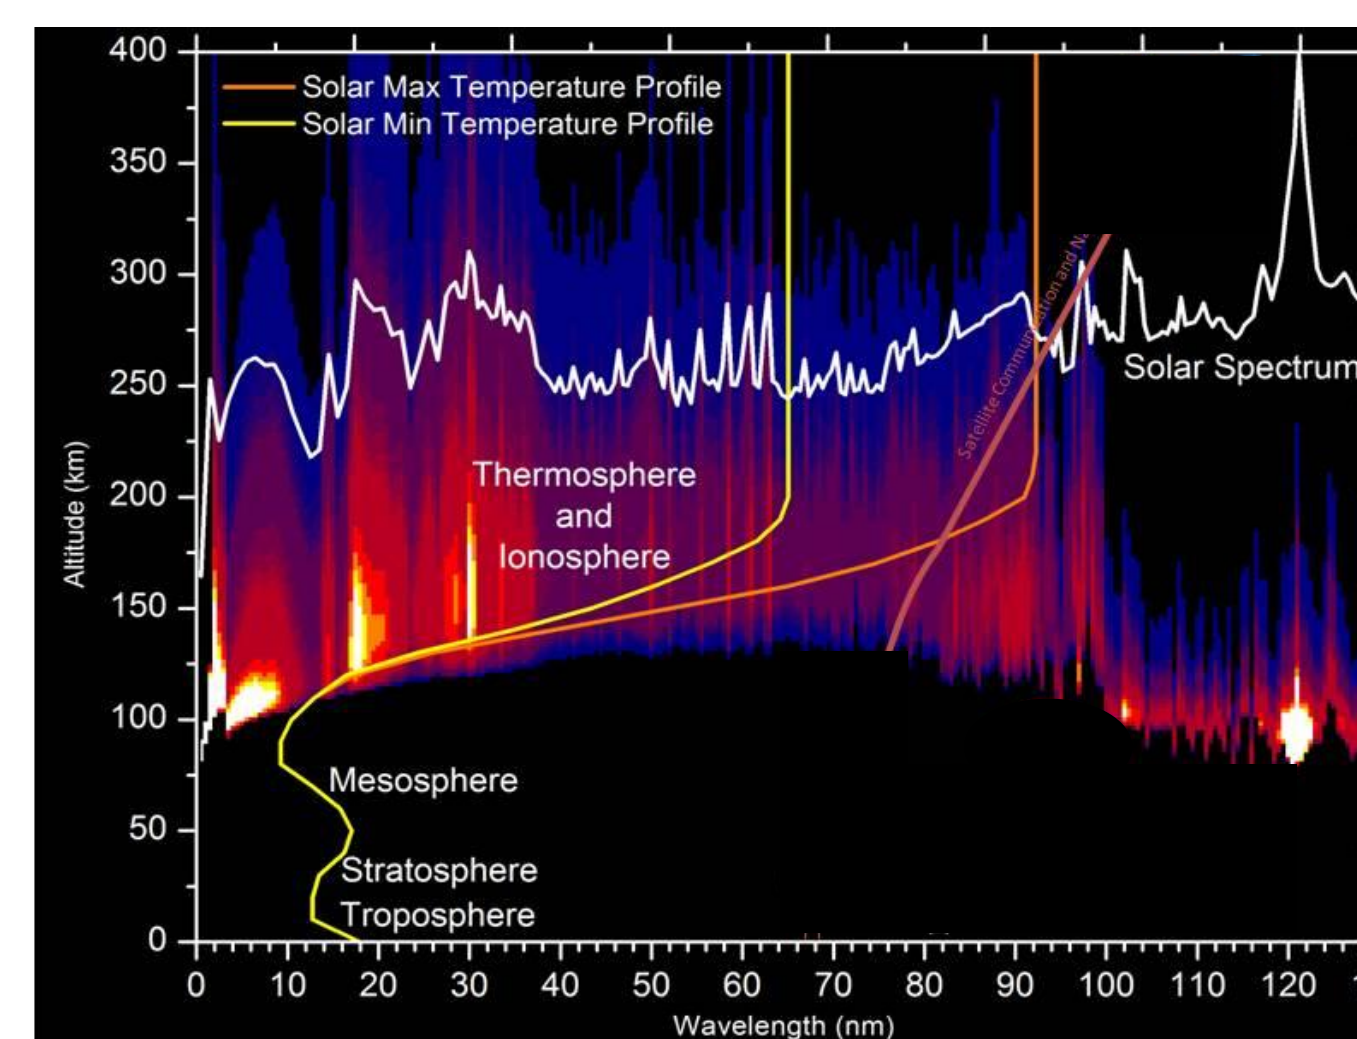 400
Solar Max Temperature Profile
Solar Min Temperature Profile
350
Satellite Communication and
300
Solar Spectrum
250
Altitude (km)
Thermosphere
and
Ionosphere
200
150
100
Mesosphere
50
Stratosphere
Troposphere
0
0 10 20 30 40 50 60 70 80 90 100 110 120
Wavelength (nm)